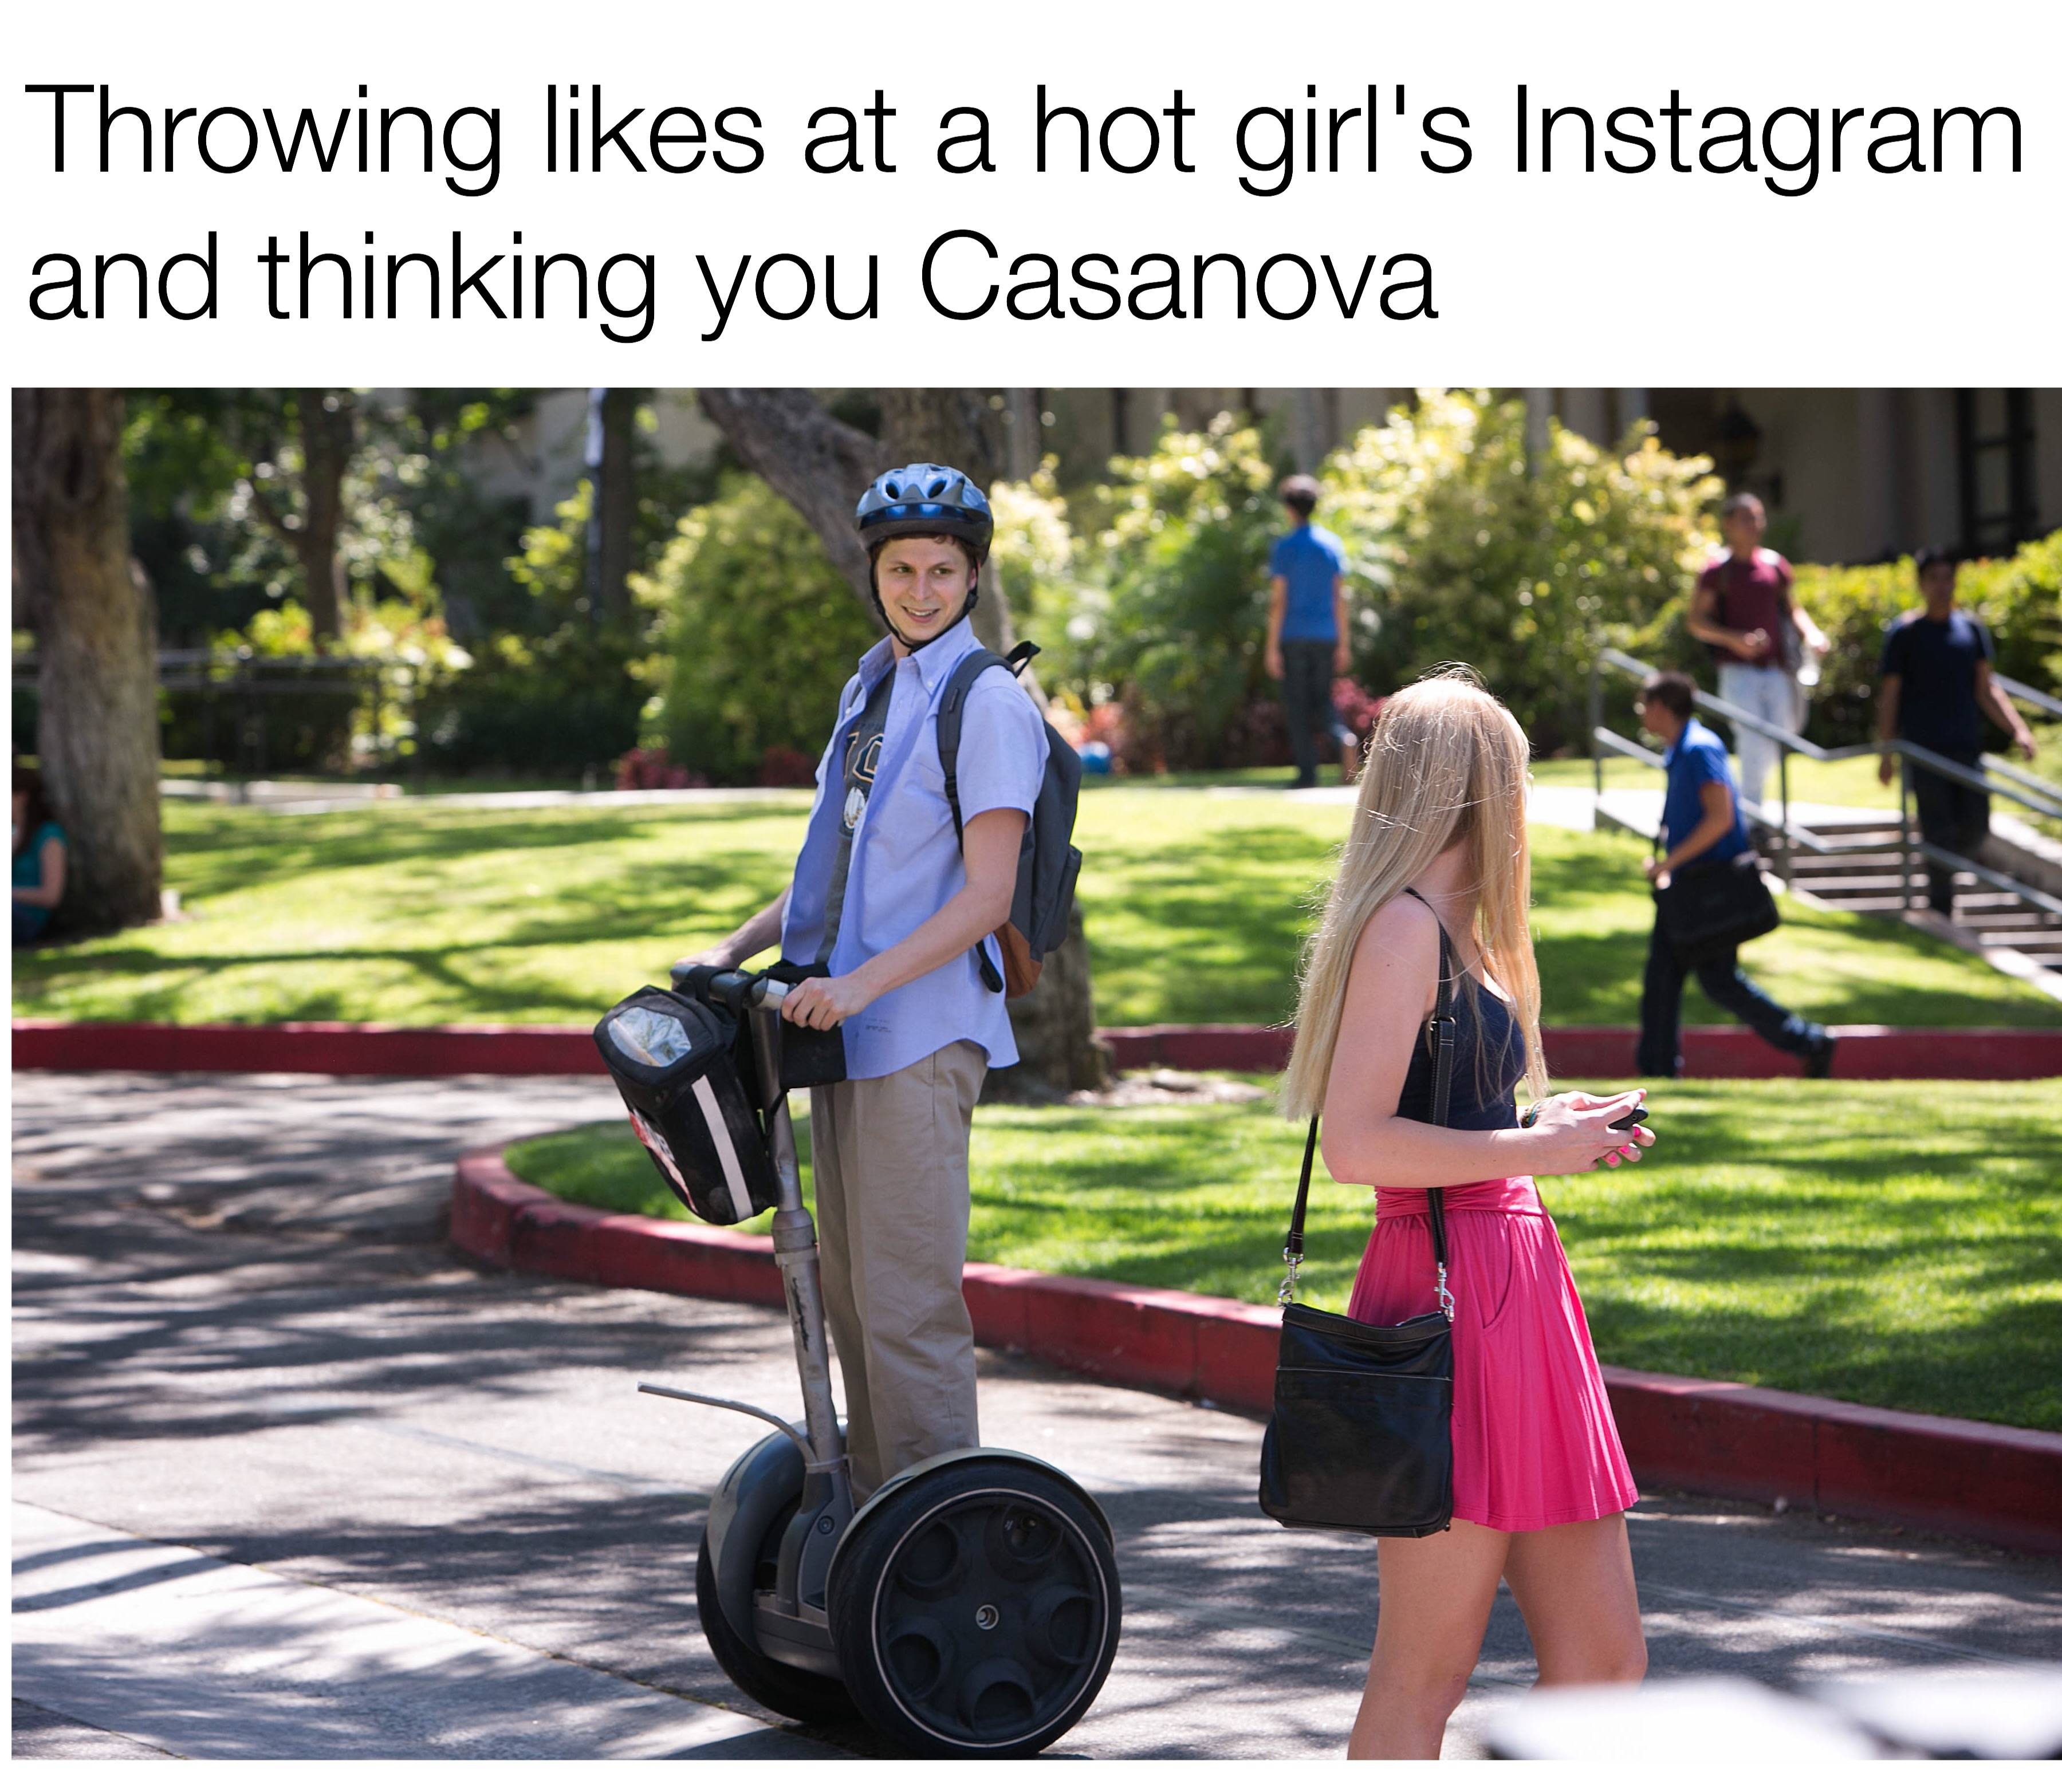 Throwing likes at a hot girl's Instagram
and thinking you Casanova